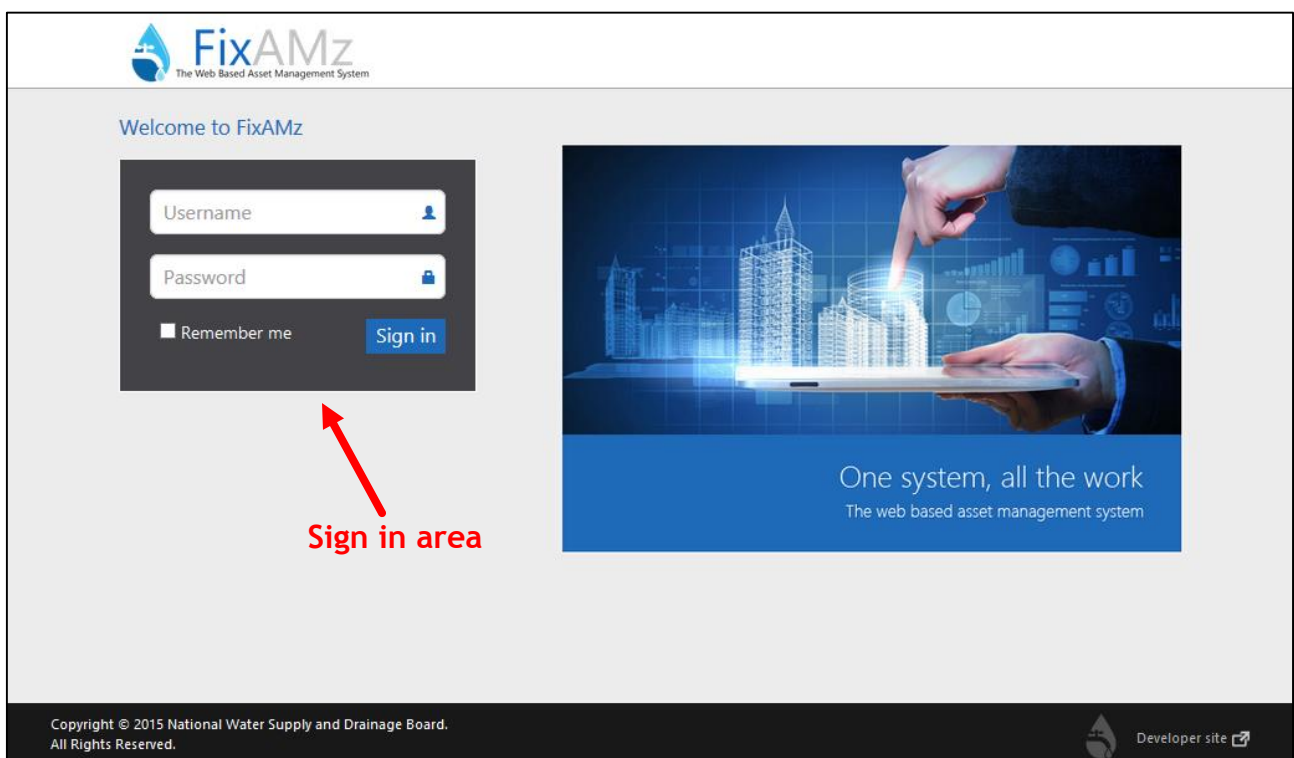 FixAMz
The Web Based Asset Management System
Welcome to FixAMz
Username
Password
Remember me
Sign in
Sign in area
One system, all the work
The web based asset management system
Copyright © 2015 National Water Supply and Drainage Board.
All Rights Reserved.
Developer site